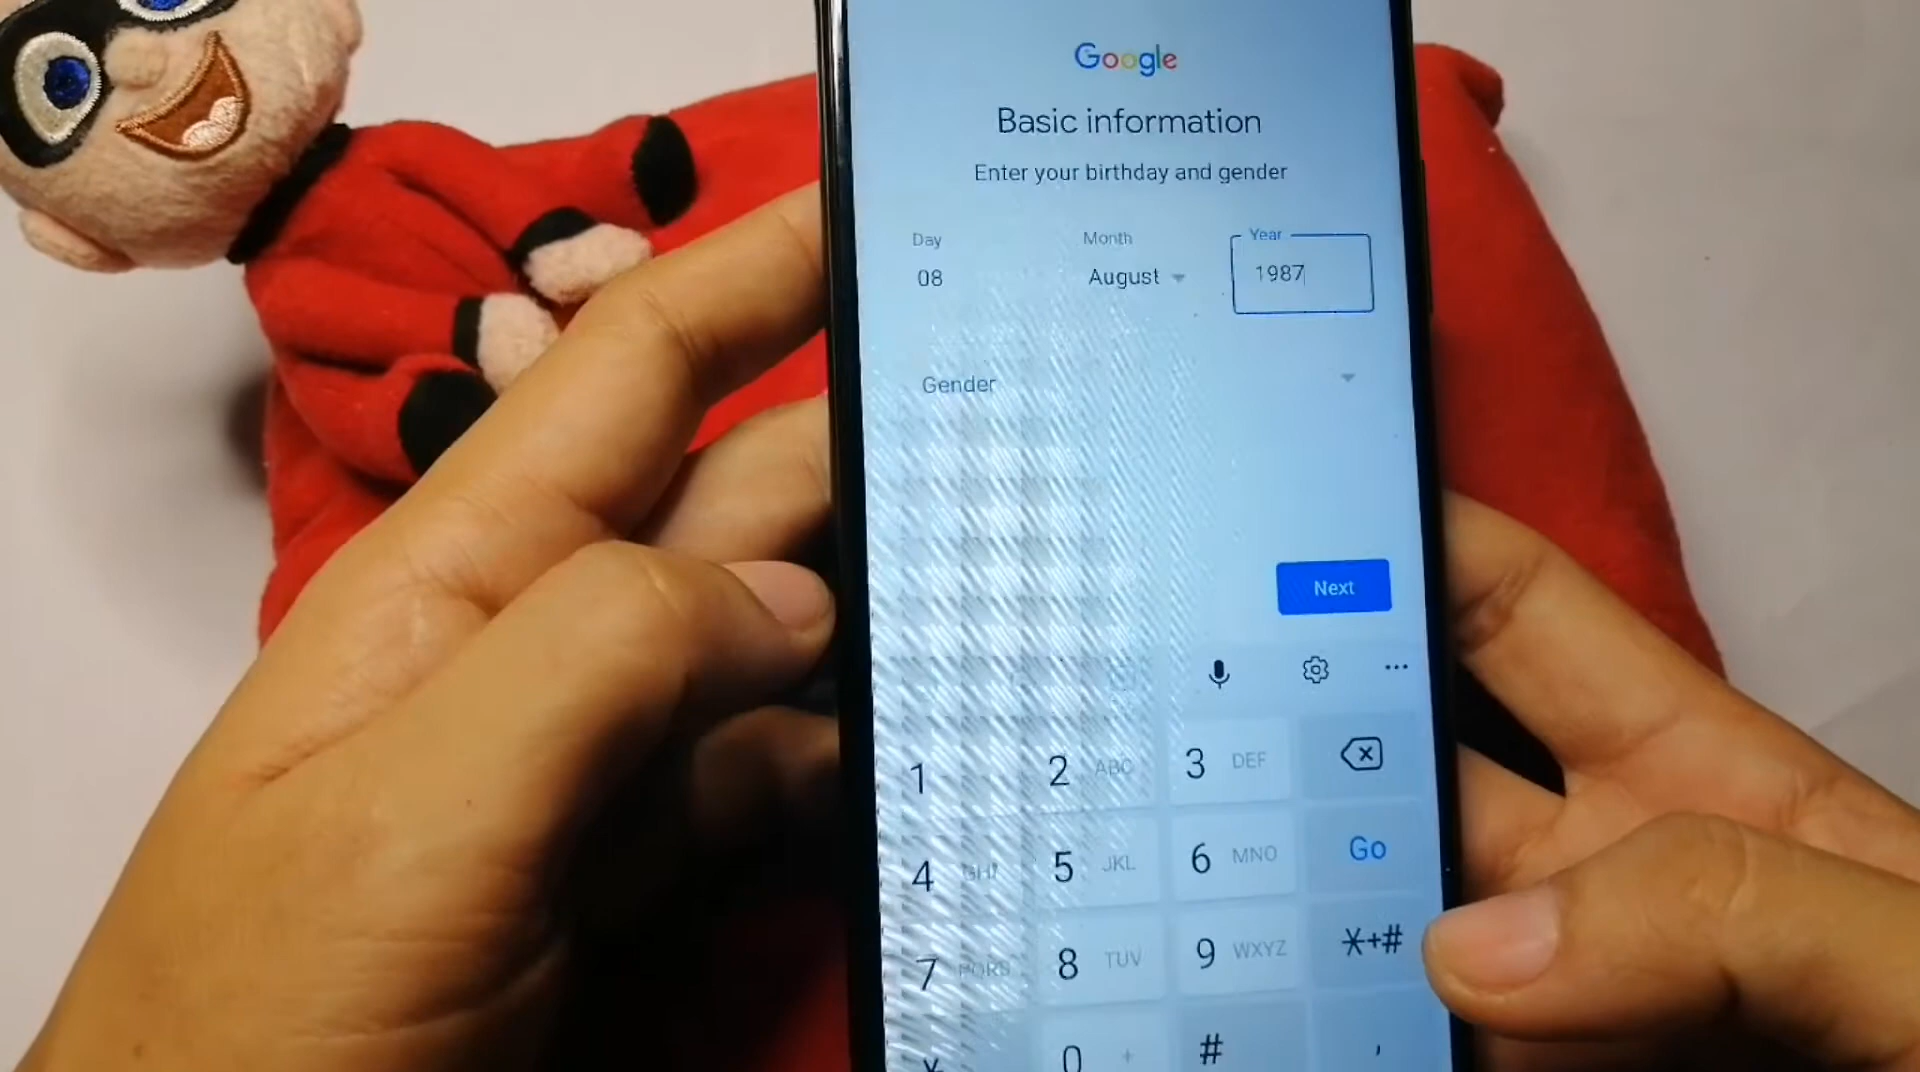 Google
Basic information
Enter your birthday and gender
Day Month Year
08 August 1987
Gender
Next
1 2 ABC 3 DEF
4 GHI 5 JKL 6 MNO Go
7 PQRS 8 TUV 9 WXYZ *+#
* 0 + # ,